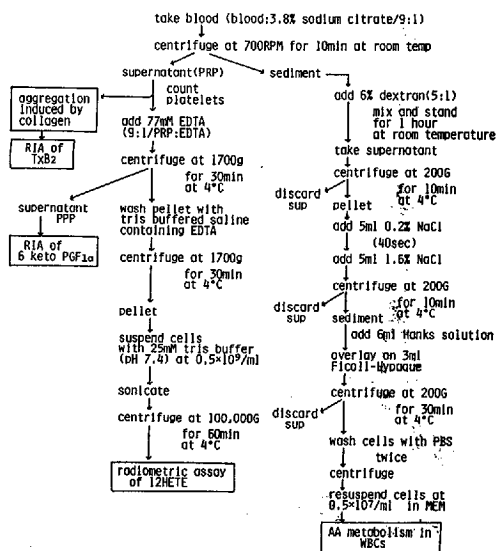 take blood (blood:3.8% sodium citrate/9:1)
centrifuge at 700RPM for 10min at room temp
supernatant(PRP)
count
platelets
aggregation
induced by
collagen
RIA of
TxB2
add 77mM EDTA
(9:1/PRP:EDTA)
centrifuge at 1700g
for 30min
at 4°C
supernatant
PPP
RIA of
6 keto PGF1α
wash pellet with
tris buffered saline
containing EDTA
centrifuge at 1700g
for 30min
at 4°C
pellet
suspend cells
with 25mM tris buffer
(pH 7.4) at 0.5×10⁹/ml
sonicate
centrifuge at 100,000G
for 60min
at 4°C
radiometric assay
of 12HETE
sediment
add 6% dextran(5:1)
mix and stand
for 1 hour
at room temperature
take supernatant
centrifuge at 200G
for 10min
at 4°C
discard
sup
pellet
add 5ml 0.2% NaCl
(40sec)
add 5ml 1.6% NaCl
centrifuge at 200G
for 10min
at 4°C
discard
sup
sediment
add 6ml Hanks solution
overlay on 3ml
Ficoll-Hypaque
centrifuge at 200G
for 30min
at 4°C
discard
sup
wash cells with PBS
twice
centrifuge
resuspend cells at
0.5×10⁷/ml in MEM
AA metabolism in
WBCs